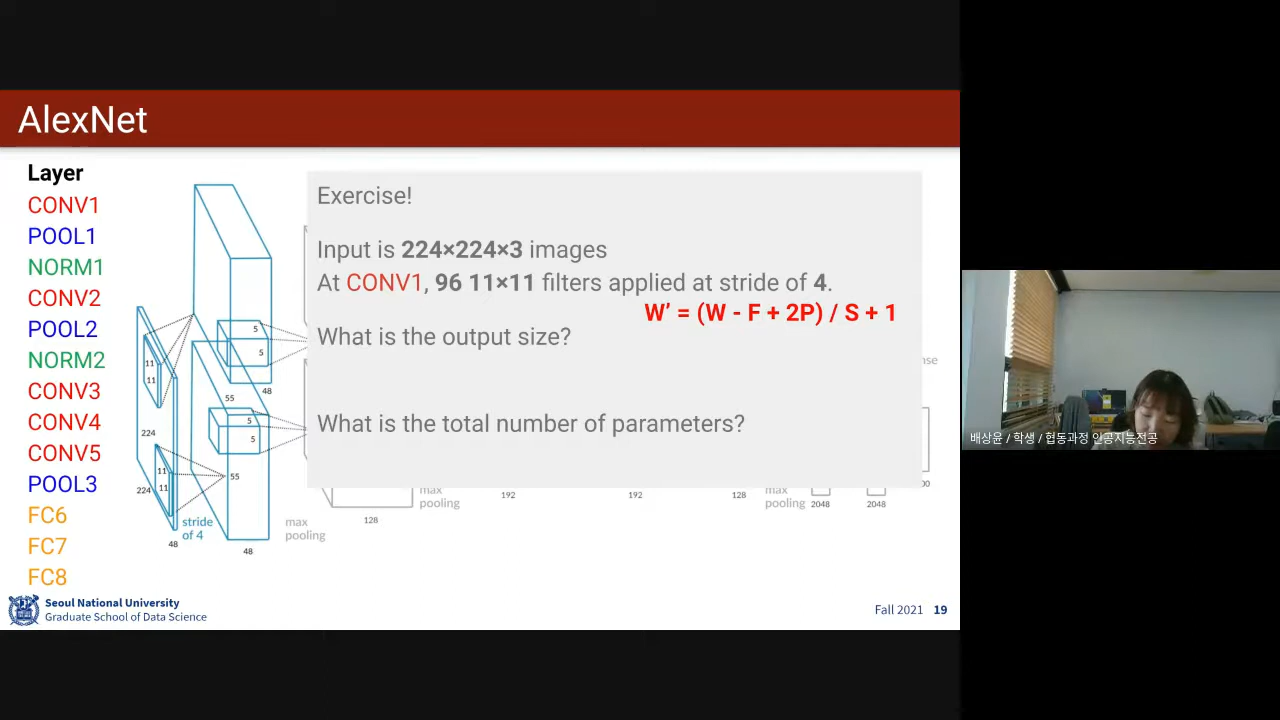 AlexNet
Layer
CONV1
POOL1
NORM1
CONV2
POOL2
NORM2
CONV3
CONV4
CONV5
POOL3
FC6
FC7
FC8
Exercise!
Input is 224×224×3 images
At CONV1, 96 11×11 filters applied at stride of 4.
W' = (W - F + 2P) / S + 1
What is the output size?
What is the total number of parameters?
5
5
48
55
11
11
5
5
224
55
11
11
224
stride
of 4
48
48
max
pooling
128
max
pooling
192
192
128
max
pooling
2048
2048
Seoul National University
Graduate School of Data Science
Fall 2021 19
배상윤 / 학생 / 협동과정 인공지능전공